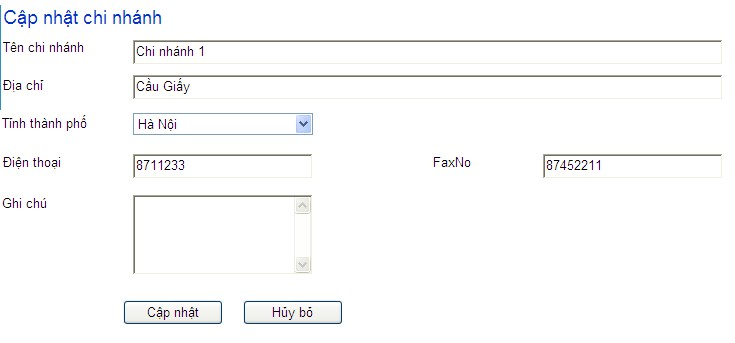 Cập nhật chi nhánh
Tên chi nhánh Chi nhánh 1
Địa chỉ Cầu Giấy
Tỉnh thành phố Hà Nội
Điện thoại 8711233 FaxNo 87452211
Ghi chú
Cập nhật Hủy bỏ